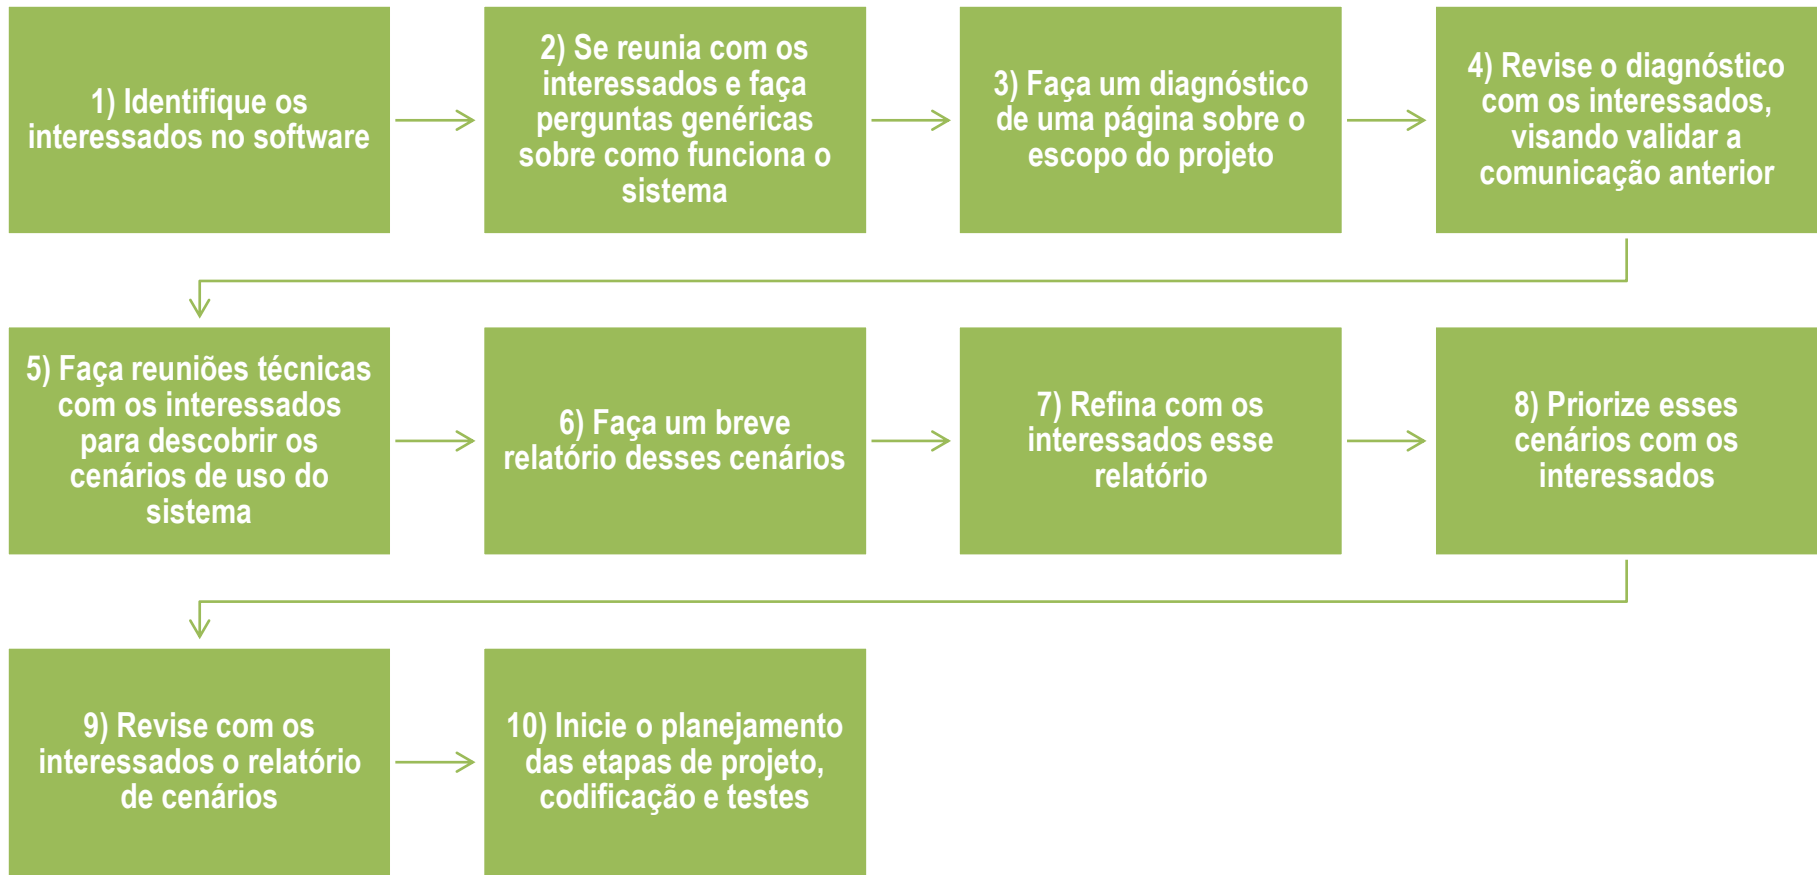 1) Identifique os
interessados no software
2) Se reunia com os
interessados e faça
perguntas genéricas
sobre como funciona o
sistema
3) Faça um diagnóstico
de uma página sobre o
escopo do projeto
4) Revise o diagnóstico
com os interessados,
visando validar a
comunicação anterior
5) Faça reuniões técnicas
com os interessados
para descobrir os
cenários de uso do
sistema
6) Faça um breve
relatório desses cenários
7) Refina com os
interessados esse
relatório
8) Priorize esses
cenários com os
interessados
9) Revise com os
interessados o relatório
de cenários
10) Inicie o planejamento
das etapas de projeto,
codificação e testes